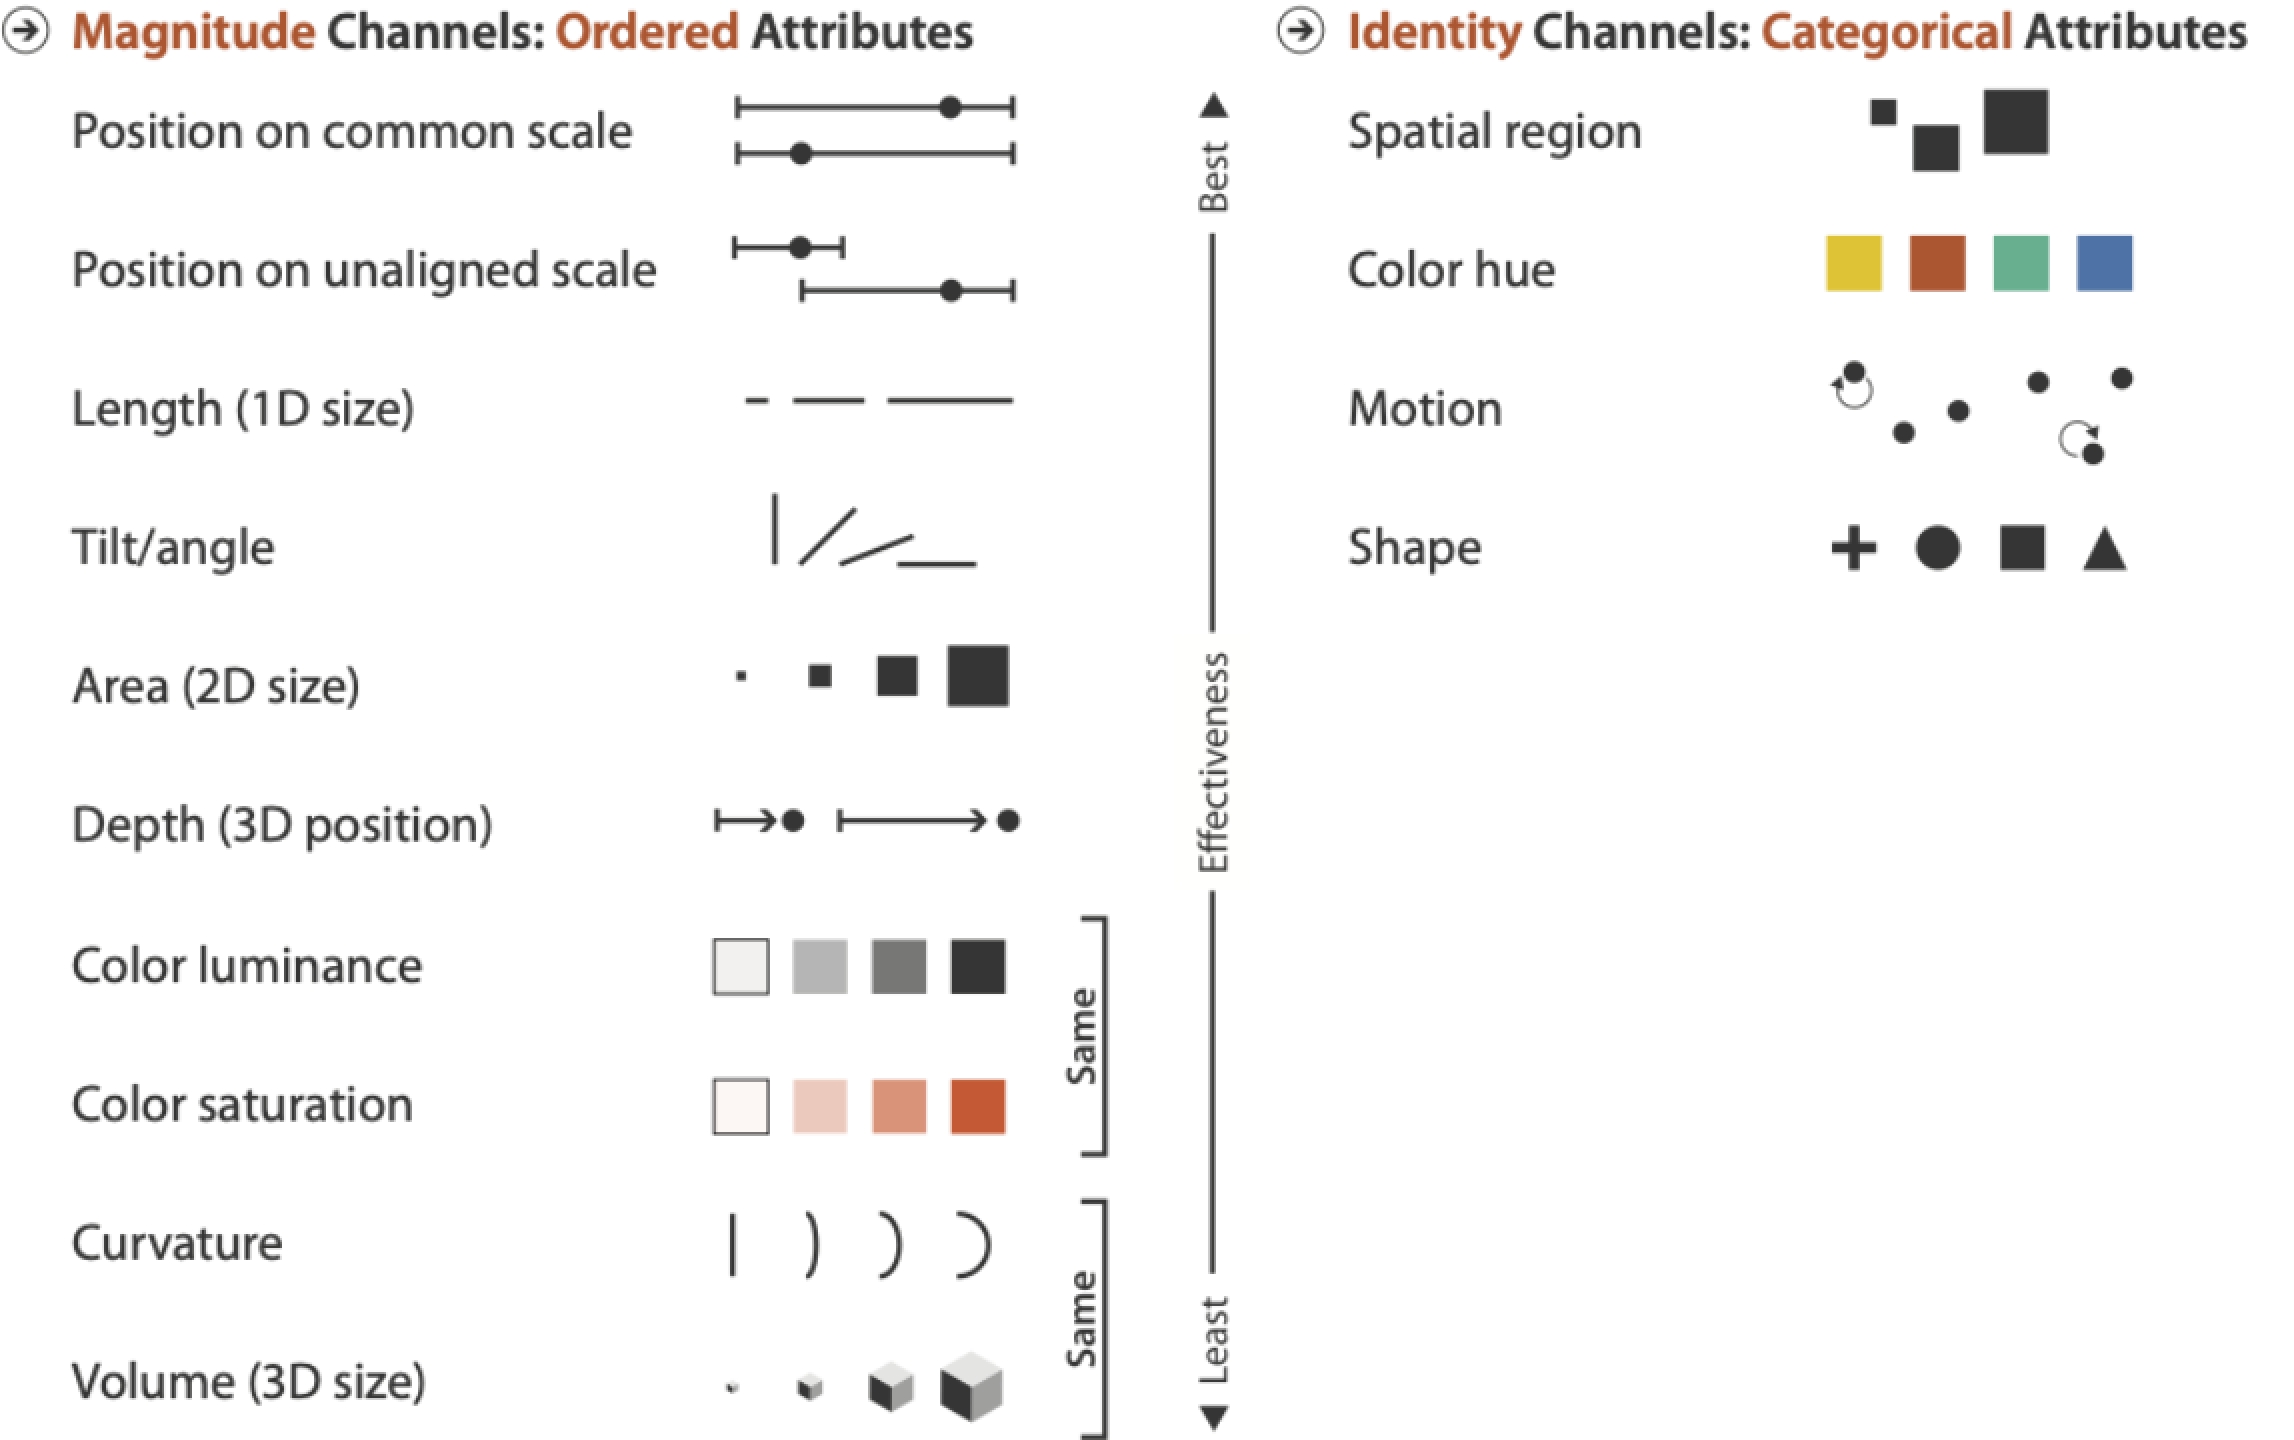 Magnitude Channels: Ordered Attributes
Position on common scale
Position on unaligned scale
Length (1D size)
Tilt/angle
Area (2D size)
Depth (3D position)
Color luminance
Color saturation
Same
Curvature
Volume (3D size)
Same
Best
Effectiveness
Least
Identity Channels: Categorical Attributes
Spatial region
Color hue
Motion
Shape